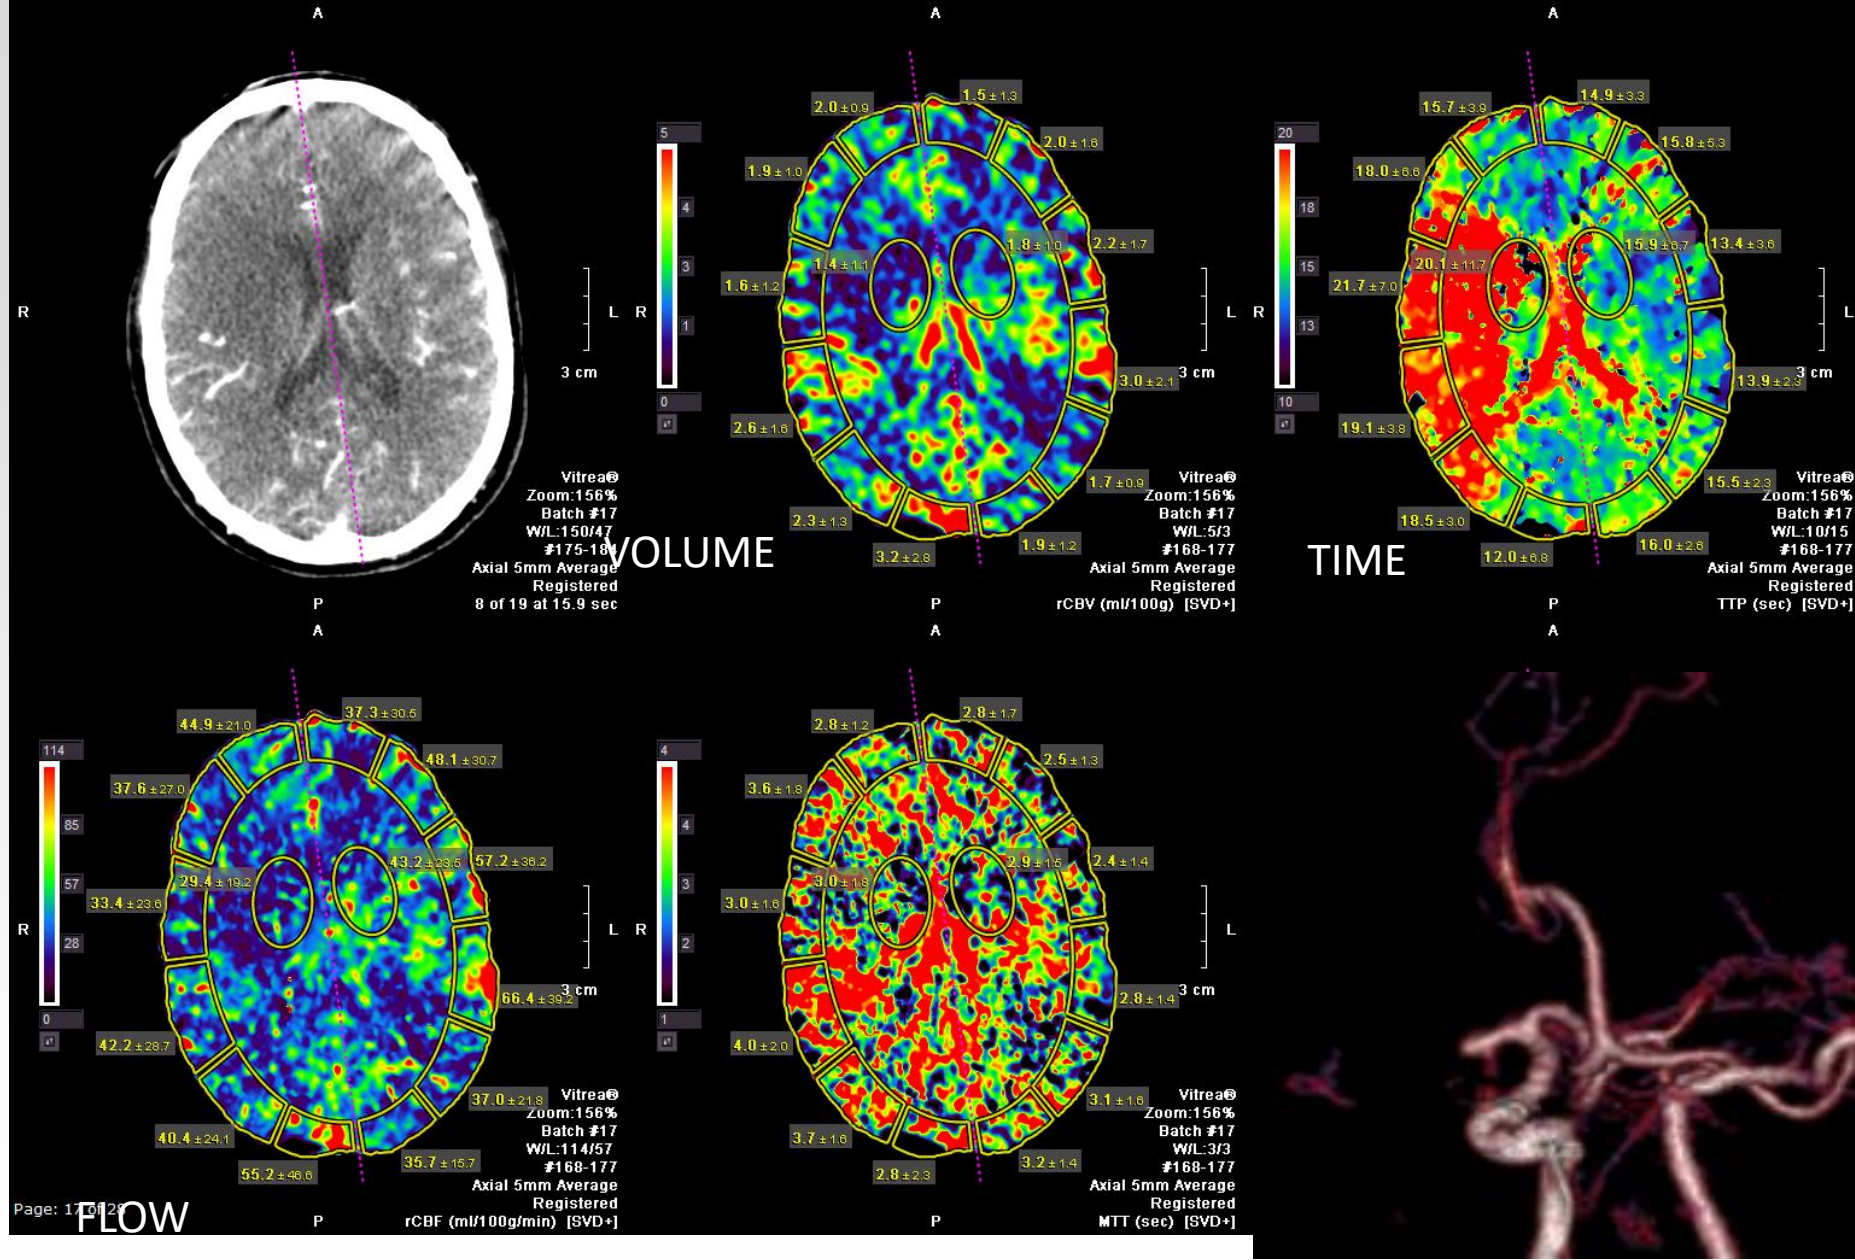 A
R
L
3 cm
Vitrea®
Zoom:156%
Batch #17
W/L:150/47
#175-184
Axial 5mm Average
Registered
8 of 19 at 15.9 sec
P
A
5
4
3
1
0
R
L
2.0 ±0.9
1.5 ± 1.3
2.0 ±1.6
1.9 ± 1.0
1.8 ±1.0
2.2 ± 1.7
1.4 ±1.1
1.6 ±1.2
3.0 ±2.1
3 cm
2.6 ± 1.6
1.7 ±0.9
2.3 ± 1.3
1.9 ± 1.2
3.2 ± 2.8
Vitrea®
Zoom:156%
Batch #17
W/L:5/3
#168-177
Axial 5mm Average
Registered
rCBV (ml/100g) [SVD+]
P
VOLUME
A
20
18
15
13
10
R
L
15.7 ±3.9
14.9 ±3.3
15.8 ±5.3
18.0 ±6.6
15.9 ±6.7
13.4 ±3.6
20.1 ±11.7
21.7 ±7.0
13.9 ±2.3
3 cm
19.1 ±3.8
15.5 ±2.3
18.5 ±3.0
16.0 ±2.6
12.0 ±6.8
Vitrea®
Zoom:156%
Batch #17
W/L:10/15
#168-177
Axial 5mm Average
Registered
TTP (sec) [SVD+]
P
TIME
A
114
85
57
28
0
R
L
44.9 ±21.0
37.3 ±30.5
48.1 ±30.7
37.6 ±27.0
43.2 ±23.5
57.2 ±36.2
29.4 ±19.2
33.4 ±23.6
66.4 ±39.2
3 cm
42.2 ±28.7
37.0 ±21.8
40.4 ±24.1
35.7 ±15.7
55.2 ±46.6
Vitrea®
Zoom:156%
Batch #17
W/L:114/57
#168-177
Axial 5mm Average
Registered
rCBF (ml/100g/min) [SVD+]
P
Page: 17 of 28
FLOW
A
4
4
3
2
1
R
L
2.8 ± 1.2
2.8 ± 1.7
2.5 ± 1.3
3.6 ± 1.8
2.9 ± 1.5
2.4 ± 1.4
3.0 ± 1.8
3.0 ± 1.6
2.8 ± 1.4
3 cm
4.0 ± 2.0
3.1 ± 1.6
3.7 ± 1.6
3.2 ± 1.4
2.8 ± 2.3
Vitrea®
Zoom:156%
Batch #17
W/L:3/3
#168-177
Axial 5mm Average
Registered
MTT (sec) [SVD+]
P
A